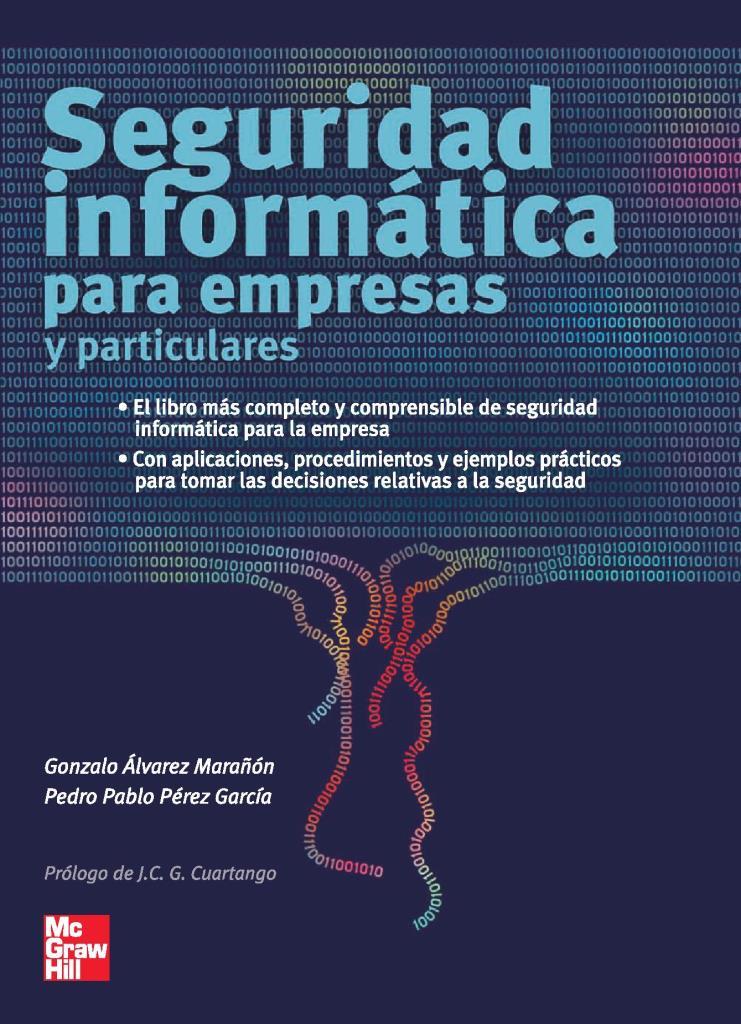 Seguridad
informática
para empresas
y particulares
• El libro más completo y comprensible de seguridad
informática para la empresa
• Con aplicaciones, procedimientos y ejemplos prácticos
para tomar las decisiones relativas a la seguridad
Gonzalo Álvarez Marañón
Pedro Pablo Pérez García
Prólogo de J.C. G. Cuartango
Mc
Graw
Hill